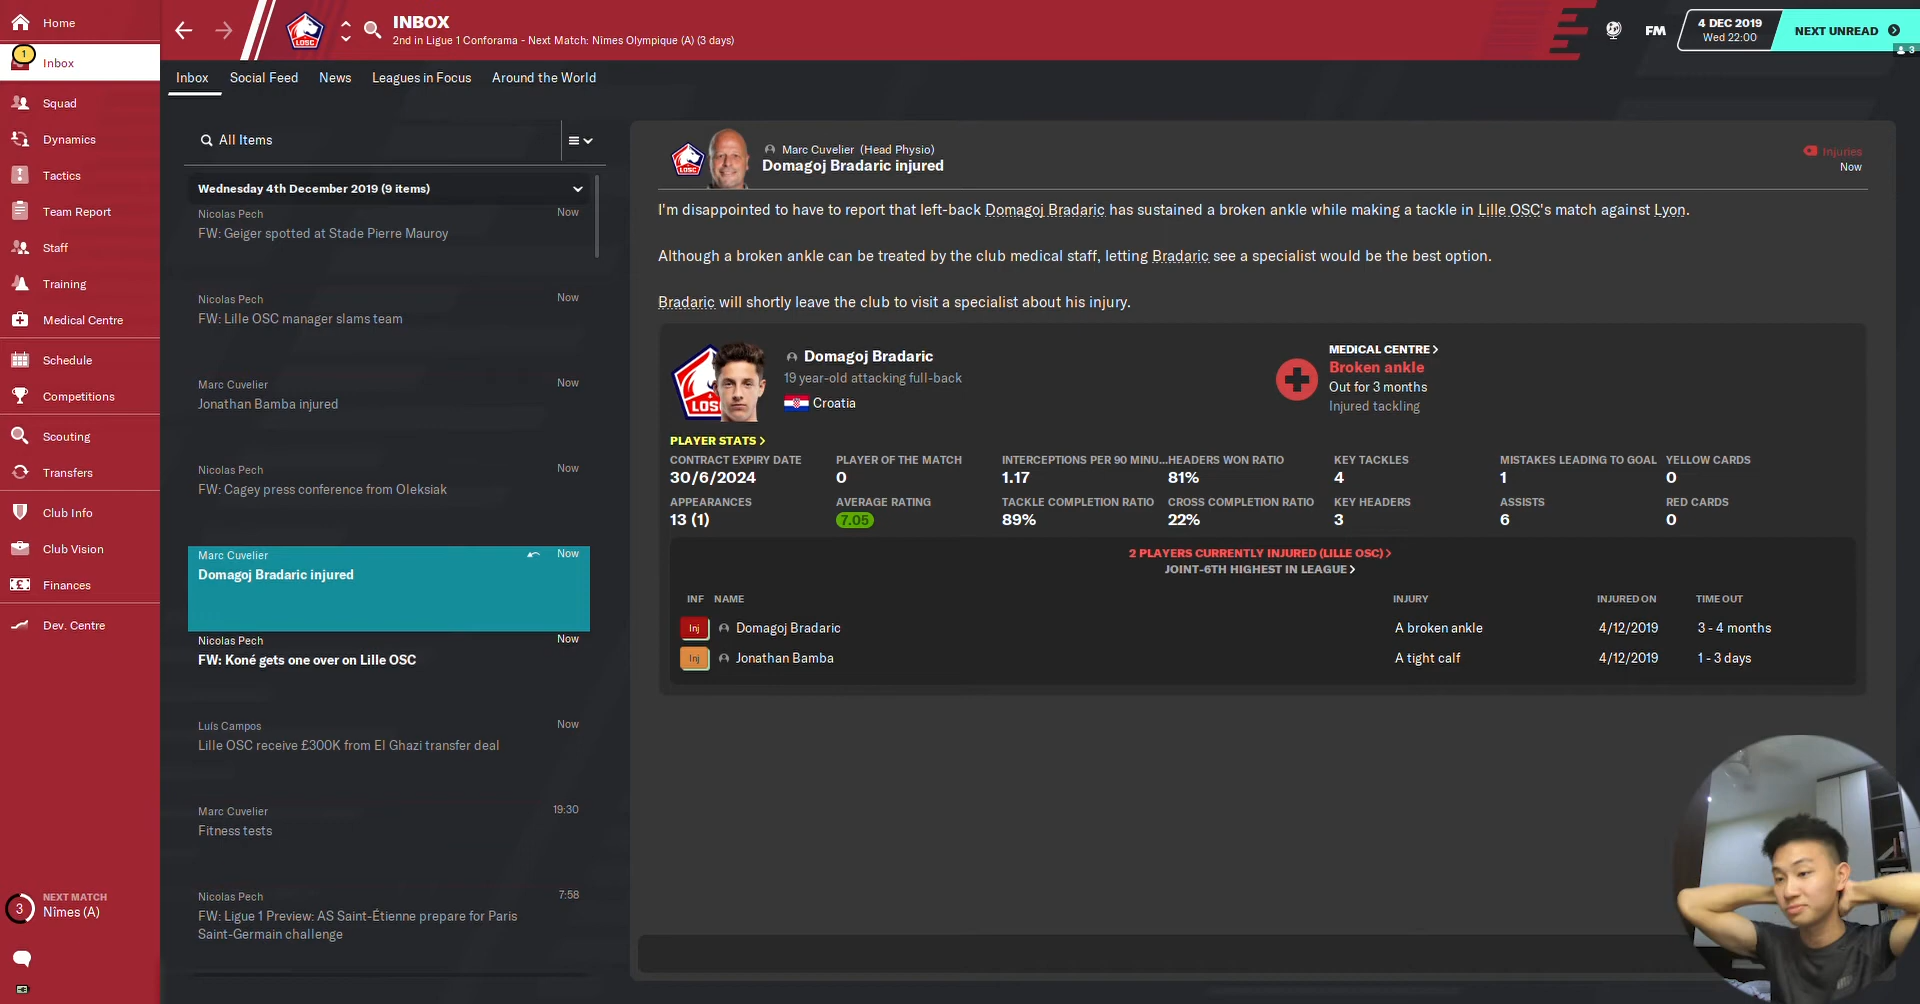 Home
1
Inbox
Squad
Dynamics
Tactics
Team Report
Staff
Training
Medical Centre
Schedule
Competitions
Scouting
Transfers
Club Info
Club Vision
Finances
Dev. Centre
3
NEXT MATCH
Nîmes (A)
LOSC
INBOX
2nd in Ligue 1 Conforama - Next Match: Nimes Olympique (A) (3 days)
FM
4 DEC 2019
Wed 22:00
NEXT UNREAD
3
Inbox Social Feed News Leagues in Focus Around the World
All Items
Wednesday 4th December 2019 (9 items)
Nicolas Pech Now
FW: Geiger spotted at Stade Pierre Mauroy
Nicolas Pech Now
FW: Lille OSC manager slams team
Marc Cuvelier Now
Jonathan Bamba injured
Nicolas Pech Now
FW: Cagey press conference from Oleksiak
Marc Cuvelier Now
Domagoj Bradaric injured
Nicolas Pech Now
FW: Koné gets one over on Lille OSC
Luís Campos Now
Lille OSC receive £300K from El Ghazi transfer deal
Marc Cuvelier 19:30
Fitness tests
Nicolas Pech 7:58
FW: Ligue 1 Preview: AS Saint-Étienne prepare for Paris
Saint-Germain challenge
LOSC
Marc Cuvelier (Head Physio)
Domagoj Bradaric injured
Injuries
Now
I'm disappointed to have to report that left-back Domagoj Bradaric has sustained a broken ankle while making a tackle in Lille OSC's match against Lyon.
Although a broken ankle can be treated by the club medical staff, letting Bradaric see a specialist would be the best option.
Bradaric will shortly leave the club to visit a specialist about his injury.
LOSC
Domagoj Bradaric
19 year-old attacking full-back
Croatia
MEDICAL CENTRE >
Broken ankle
Out for 3 months
Injured tackling
PLAYER STATS >
CONTRACT EXPIRY DATE PLAYER OF THE MATCH INTERCEPTIONS PER 90 MINU... HEADERS WON RATIO KEY TACKLES MISTAKES LEADING TO GOAL YELLOW CARDS
30/6/2024 0 1.17 81% 4 1 0
APPEARANCES AVERAGE RATING TACKLE COMPLETION RATIO CROSS COMPLETION RATIO KEY HEADERS ASSISTS RED CARDS
13 (1) 7.05 89% 22% 3 6 0
2 PLAYERS CURRENTLY INJURED (LILLE OSC) >
JOINT-6TH HIGHEST IN LEAGUE >
INF NAME INJURY INJURED ON TIME OUT
Inj Domagoj Bradaric A broken ankle 4/12/2019 3 - 4 months
Inj Jonathan Bamba A tight calf 4/12/2019 1 - 3 days